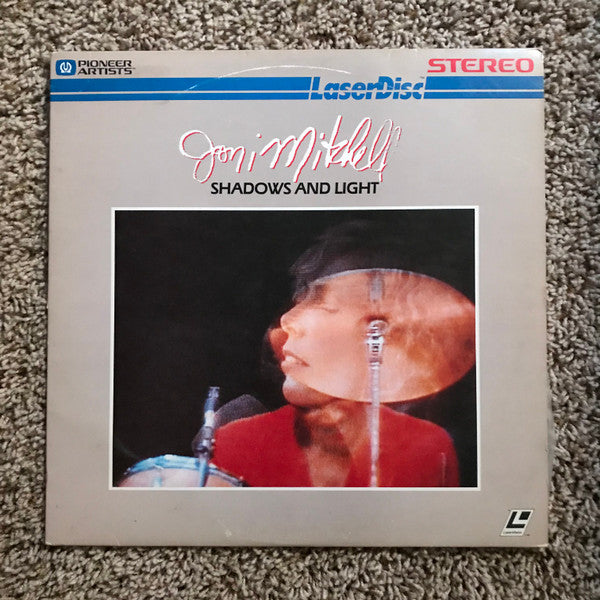 PIONEER
ARTISTS
STEREO
LaserDisc
Joni Mitchell
SHADOWS AND LIGHT